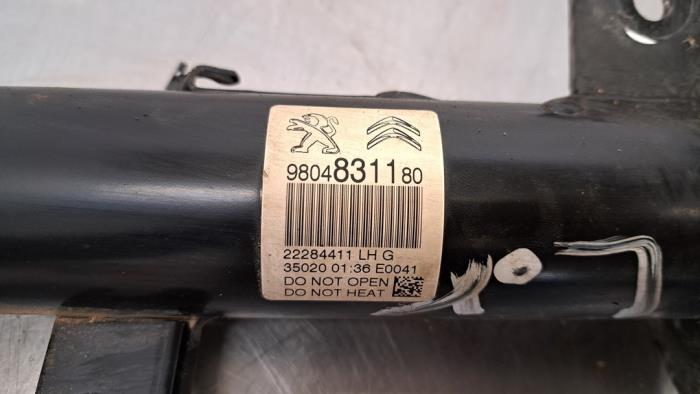 9804831180
22284411 LH G
35020 01:36 E0041
DO NOT OPEN
DO NOT HEAT